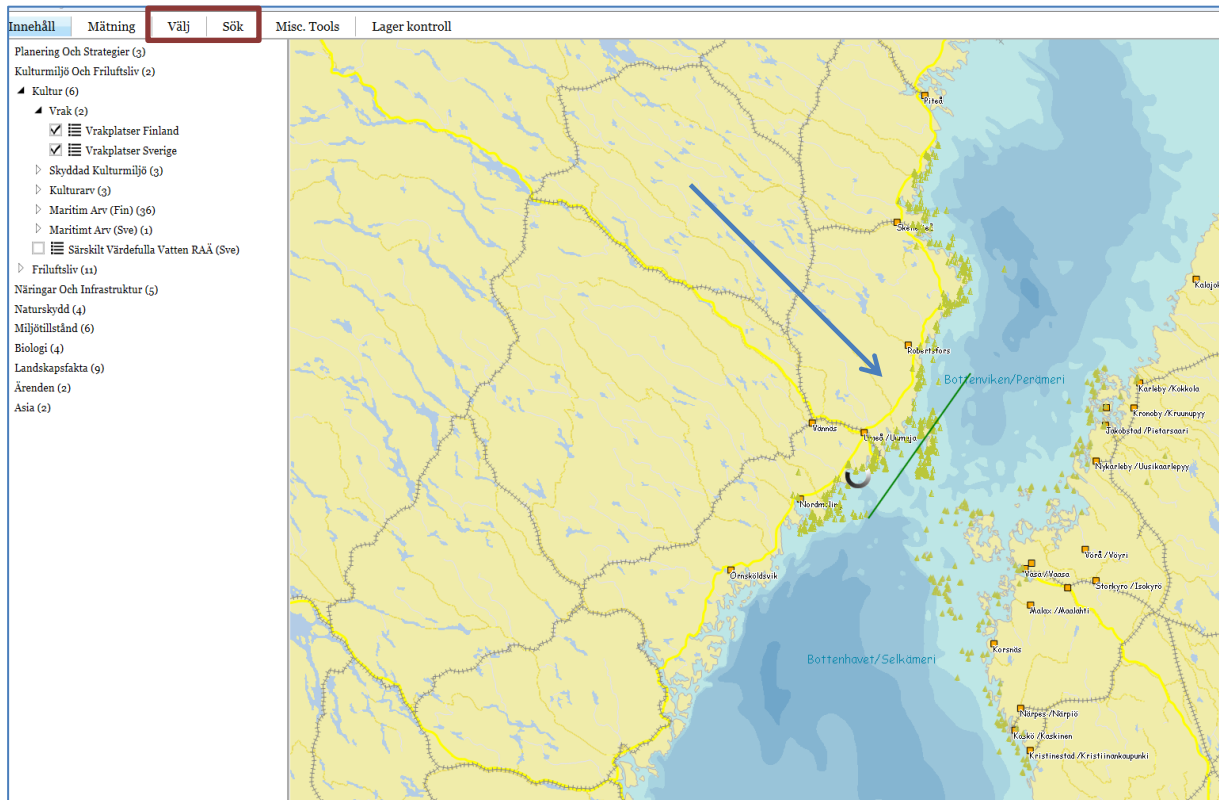 Innehåll Mätning Välj Sök Misc. Tools Lager kontroll
Planering Och Strategier (3)
Kulturmiljö Och Friluftsliv (2)
Kultur (6)
Vrak (2)
Vrakplatser Finland
Vrakplatser Sverige
Skyddad Kulturmiljö (3)
Kulturarv (3)
Maritim Arv (Fin) (36)
Maritimt Arv (Sve) (1)
Särskilt Värdefulla Vatten RAÄ (Sve)
Friluftsliv (11)
Näringar Och Infrastruktur (5)
Naturskydd (4)
Miljötillstånd (6)
Biologi (4)
Landskapsfakta (9)
Ärenden (2)
Asia (2)
Piteå
Kalajok
Robertsfors
Bottenviken/Perämeri
Karleby /Kokkola
Kronoby /Kruunupyy
Jakobstad /Pietarsaari
Vännäs
Umeå /Uumaja
Nykarleby /Uusikaarlepyy
Vörå /Vöyri
Örnsköldsvik
Vasa /Vaasa
Storkyro /Isokyrö
Malax /Maalahti
Korsnäs
Bottenhavet/Selkämeri
Närpes /Närpiö
Kaskö /Kaskinen
Kristinestad /Kristiinankaupunki